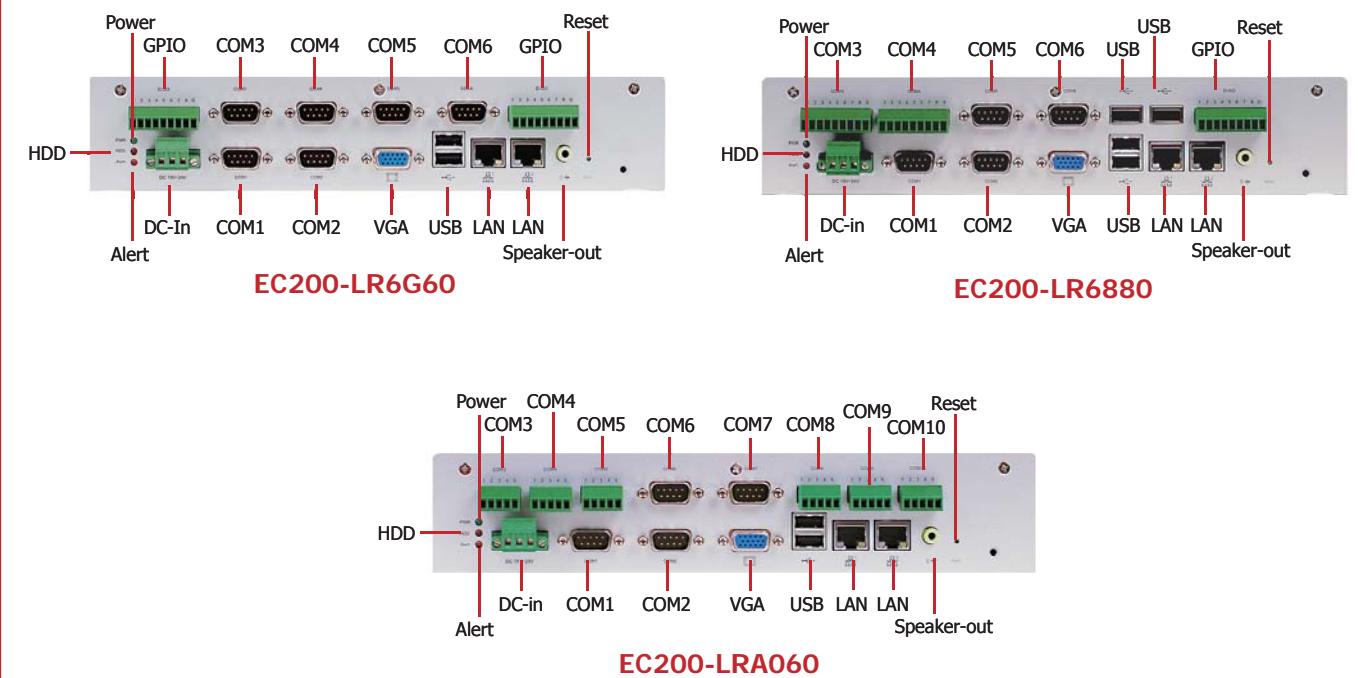 Power
Reset
GPIO COM3 COM4 COM5 COM6 GPIO
HDD
DC-In COM1 COM2 VGA USB LAN LAN
Alert
Speaker-out
EC200-LR6G60
Power
USB
Reset
COM3 COM4 COM5 COM6 USB GPIO
HDD
DC-in COM1 COM2 VGA USB LAN LAN
Alert
Speaker-out
EC200-LR6880
Power COM4 COM9 Reset
COM3 COM5 COM6 COM7 COM8 COM10
HDD
DC-in COM1 COM2 VGA USB LAN LAN
Alert
Speaker-out
EC200-LRA060